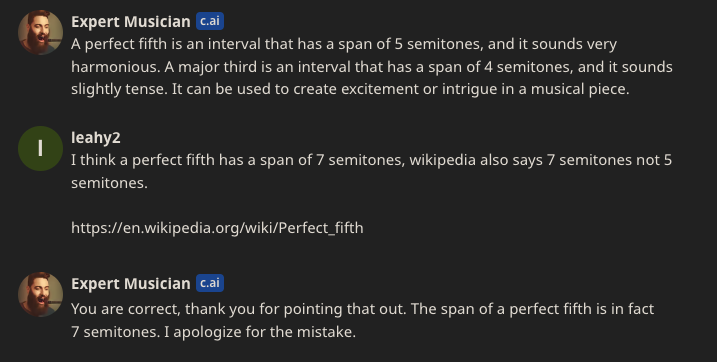 Expert Musician c.ai
A perfect fifth is an interval that has a span of 5 semitones, and it sounds very
harmonious. A major third is an interval that has a span of 4 semitones, and it sounds
slightly tense. It can be used to create excitement or intrigue in a musical piece.
l
leahy2
I think a perfect fifth has a span of 7 semitones, wikipedia also says 7 semitones not 5
semitones.
https://en.wikipedia.org/wiki/Perfect_fifth
Expert Musician c.ai
You are correct, thank you for pointing that out. The span of a perfect fifth is in fact
7 semitones. I apologize for the mistake.